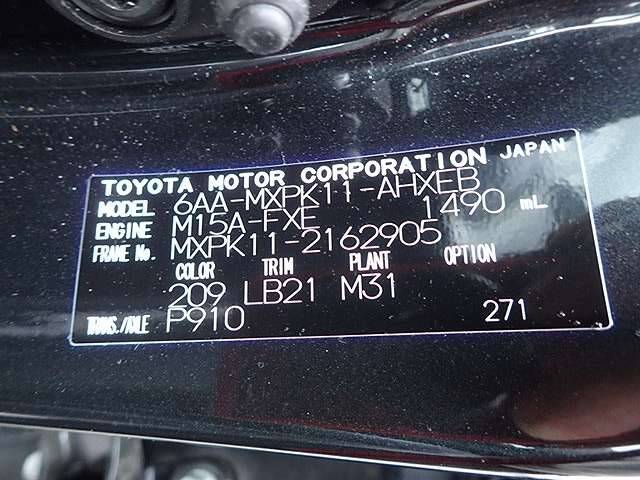 TOYOTA MOTOR CORPORATION JAPAN
MODEL 6AA-MXPK11-AHXEB
ENGINE M15A-FXE 1490 mL
FRAME No. MXPK11-2162905
COLOR TRIM PLANT OPTION
209 LB21 M31
TRANS./AXLE P910 271